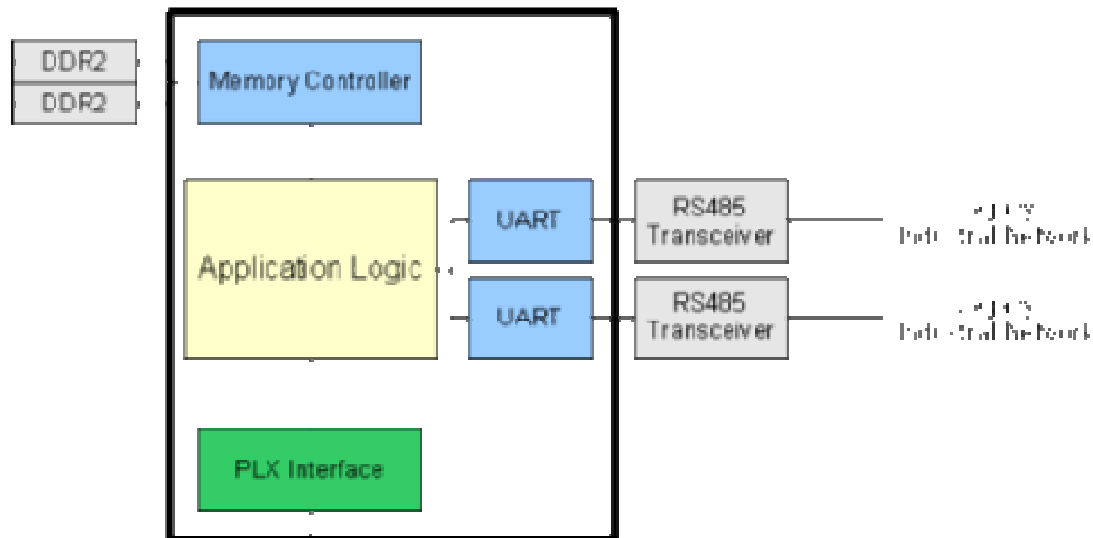 DDR2
DDR2
Memory Controller
Application Logic
UART
RS485
Transceiver
UART
RS485
Transceiver
PLX Interface